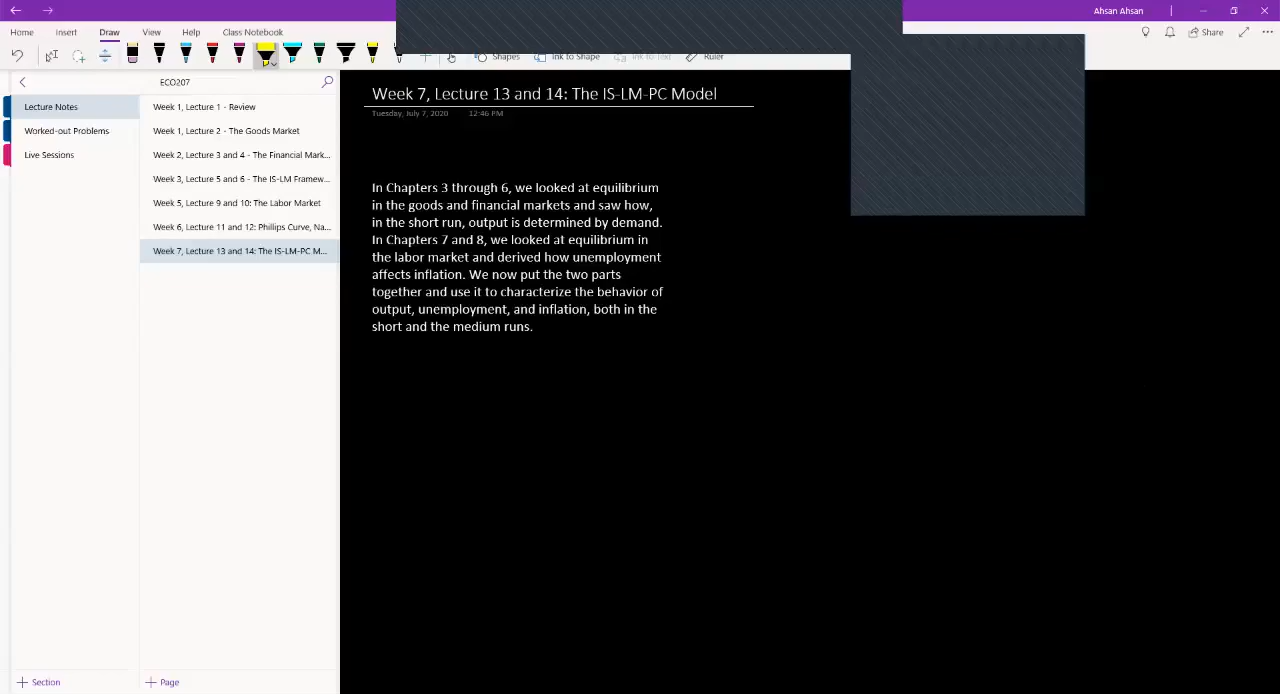 Ahsan Ahsan
Home Insert Draw View Help Class Notebook
Share
Shapes Ink to Shape Ink to Text Ruler
ECO207
Lecture Notes
Worked-out Problems
Live Sessions
Week 1, Lecture 1 - Review
Week 1, Lecture 2 - The Goods Market
Week 2, Lecture 3 and 4 - The Financial Mark...
Week 3, Lecture 5 and 6 - The IS-LM Framew...
Week 5, Lecture 9 and 10: The Labor Market
Week 6, Lecture 11 and 12: Phillips Curve, Na...
Week 7, Lecture 13 and 14: The IS-LM-PC M...
Week 7, Lecture 13 and 14: The IS-LM-PC Model
Tuesday, July 7, 2020 12:46 PM
In Chapters 3 through 6, we looked at equilibrium
in the goods and financial markets and saw how,
in the short run, output is determined by demand.
In Chapters 7 and 8, we looked at equilibrium in
the labor market and derived how unemployment
affects inflation. We now put the two parts
together and use it to characterize the behavior of
output, unemployment, and inflation, both in the
short and the medium runs.
Section
Page